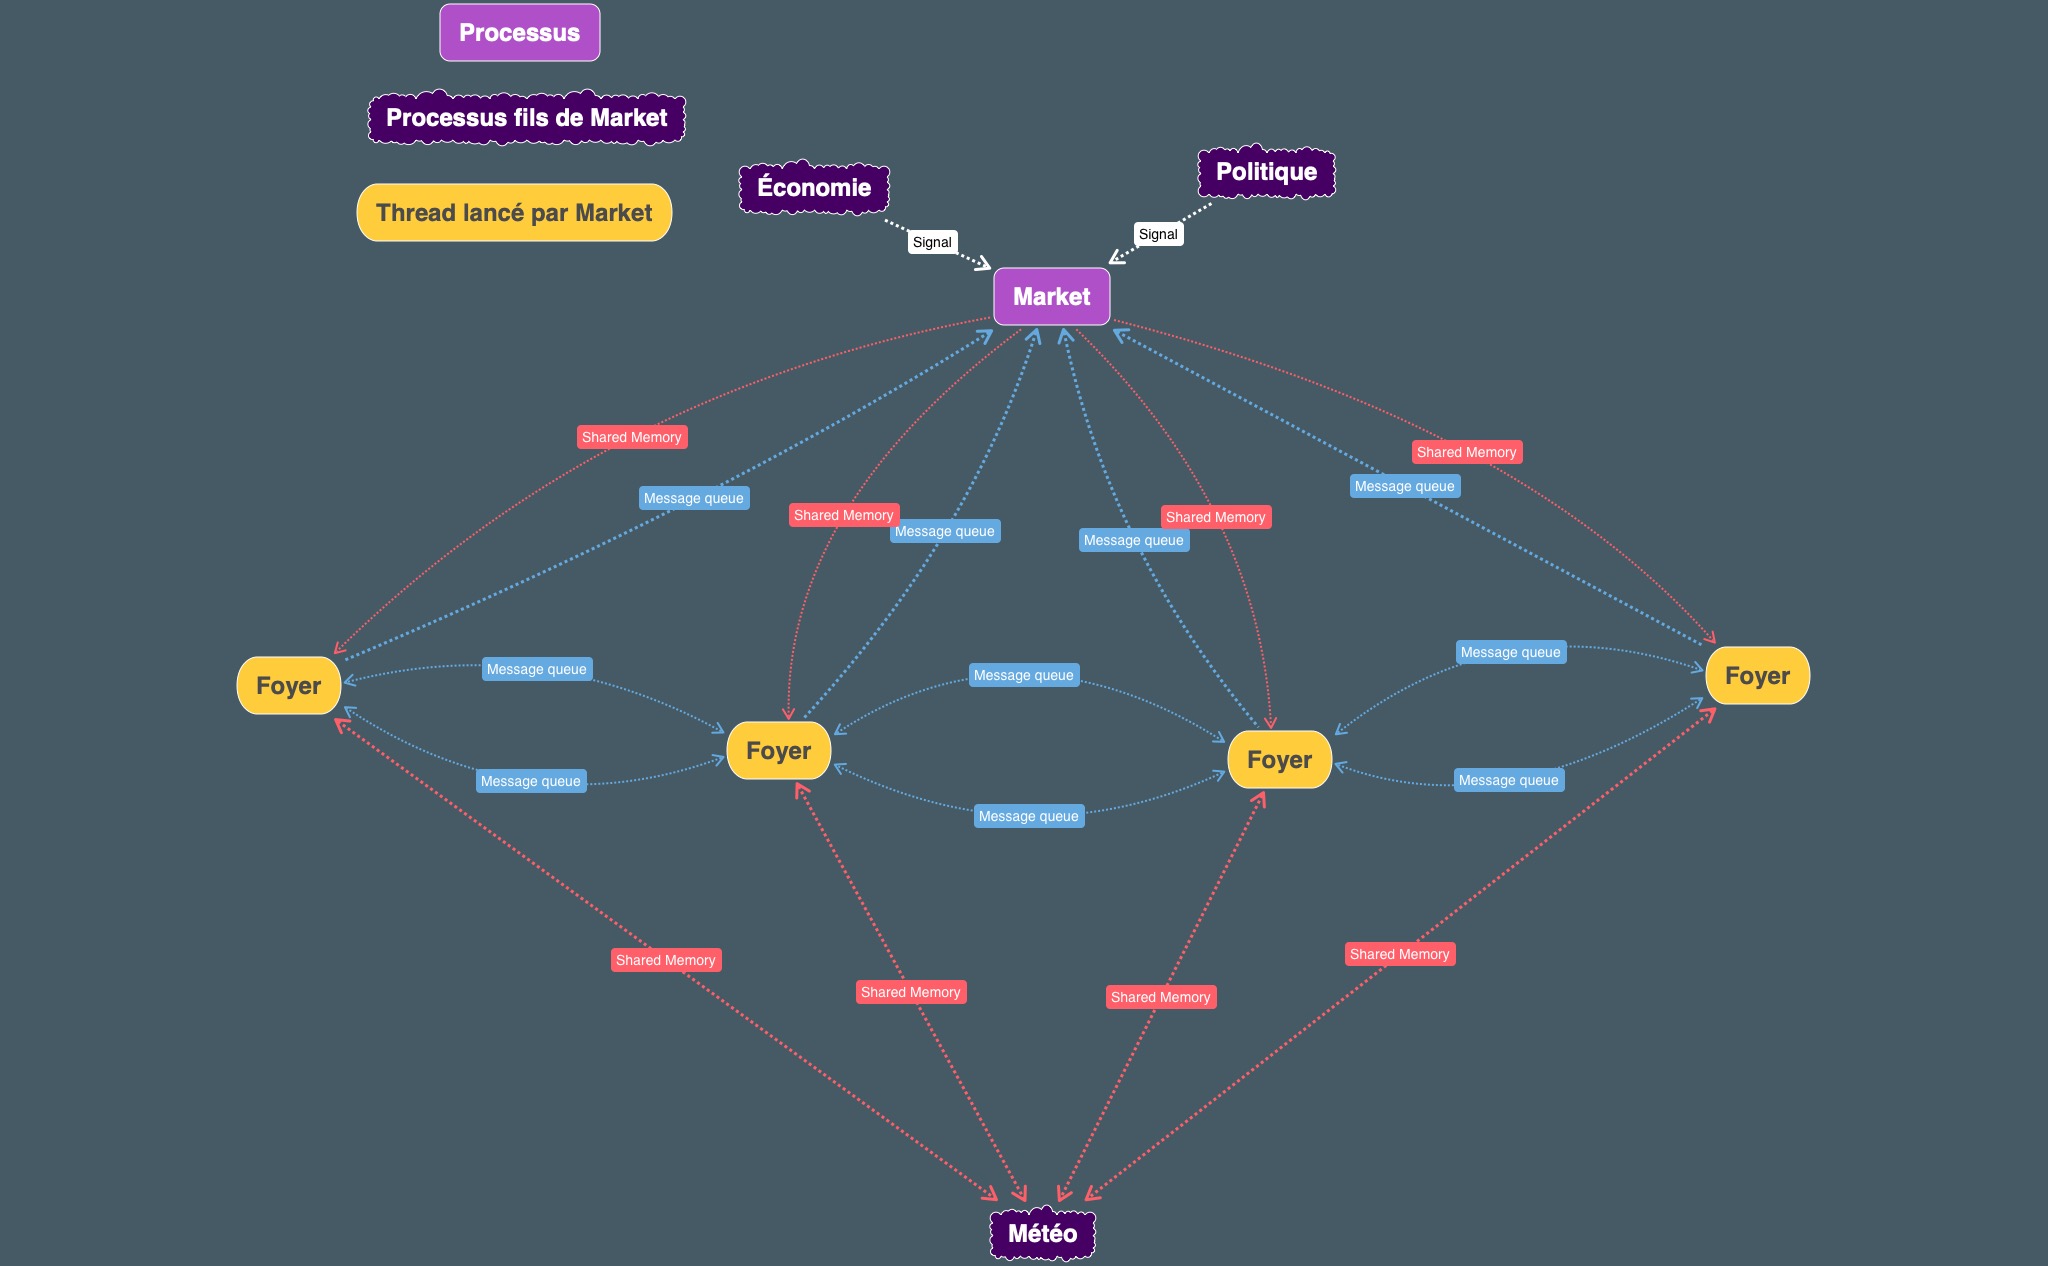 Processus
Processus fils de Market
Thread lancé par Market
Économie
Politique
Signal
Signal
Market
Shared Memory
Shared Memory
Message queue
Message queue
Shared Memory
Shared Memory
Message queue
Message queue
Foyer
Message queue
Message queue
Message queue
Foyer
Foyer
Foyer
Message queue
Message queue
Message queue
Shared Memory
Shared Memory
Shared Memory
Shared Memory
Météo